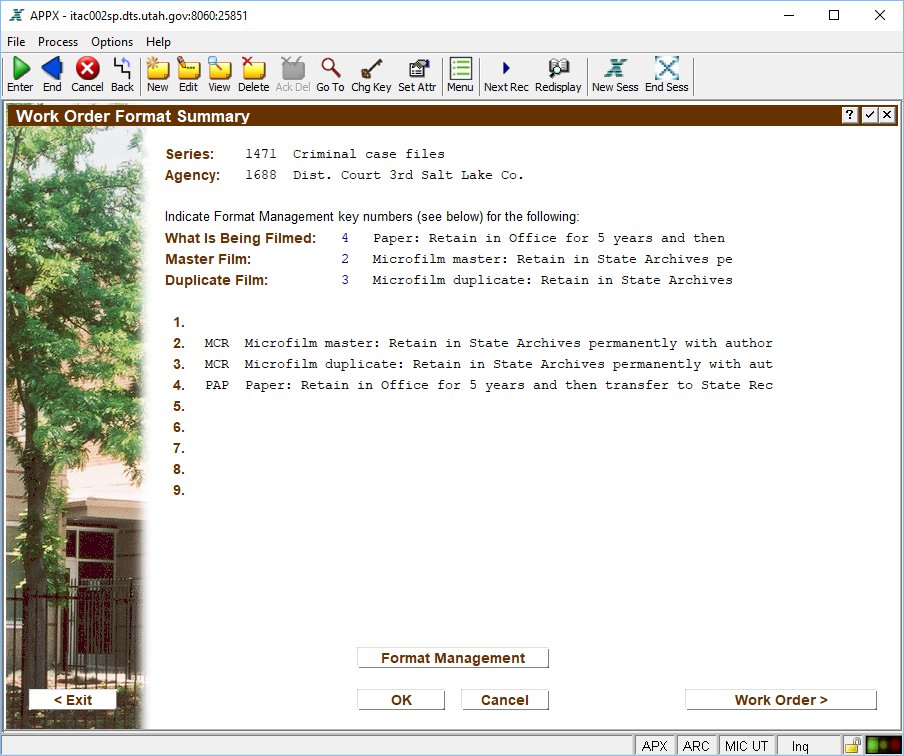 APPX - itac002sp.dts.utah.gov:8060:25851
File Process Options Help
Enter End Cancel Back New Edit View Delete Ack Del Go To Chg Key Set Attr Menu Next Rec Redisplay New Sess End Sess
Work Order Format Summary ?
Series: 1471 Criminal case files
Agency: 1688 Dist. Court 3rd Salt Lake Co.
Indicate Format Management key numbers (see below) for the following:
What Is Being Filmed: 4 Paper: Retain in Office for 5 years and then
Master Film: 2 Microfilm master: Retain in State Archives pe
Duplicate Film: 3 Microfilm duplicate: Retain in State Archives
1.
2. MCR Microfilm master: Retain in State Archives permanently with author
3. MCR Microfilm duplicate: Retain in State Archives permanently with aut
4. PAP Paper: Retain in Office for 5 years and then transfer to State Rec
5.
6.
7.
8.
9.
Format Management
< Exit OK Cancel Work Order >
APX ARC MIC UT Inq